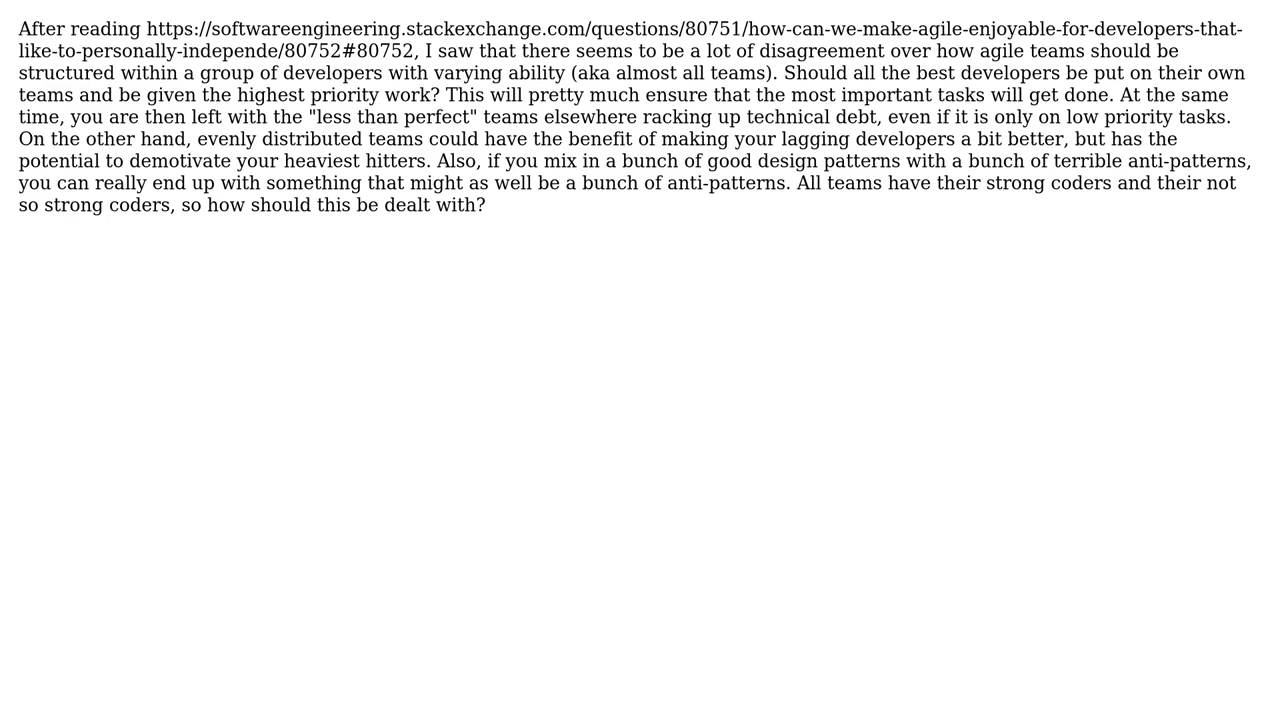 After reading https://softwareengineering.stackexchange.com/questions/80751/how-can-we-make-agile-enjoyable-for-developers-that-
like-to-personally-independe/80752#80752, I saw that there seems to be a lot of disagreement over how agile teams should be
structured within a group of developers with varying ability (aka almost all teams). Should all the best developers be put on their own
teams and be given the highest priority work? This will pretty much ensure that the most important tasks will get done. At the same
time, you are then left with the "less than perfect" teams elsewhere racking up technical debt, even if it is only on low priority tasks.
On the other hand, evenly distributed teams could have the benefit of making your lagging developers a bit better, but has the
potential to demotivate your heaviest hitters. Also, if you mix in a bunch of good design patterns with a bunch of terrible anti-patterns,
you can really end up with something that might as well be a bunch of anti-patterns. All teams have their strong coders and their not
so strong coders, so how should this be dealt with?